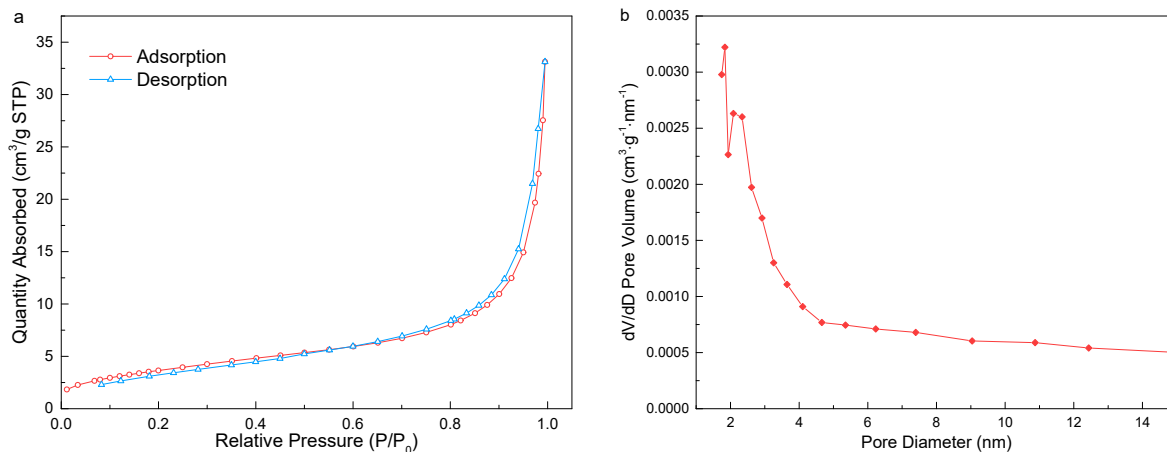 a
Quantity Absorbed (cm³/g STP)
35
30
25
20
15
10
5
0
Adsorption
Desorption
0.0 0.2 0.4 0.6 0.8 1.0
Relative Pressure (P/P₀)
b
dV/dD Pore Volume (cm³·g⁻¹·nm⁻¹)
0.0035
0.0030
0.0025
0.0020
0.0015
0.0010
0.0005
0.0000
2 4 6 8 10 12 14
Pore Diameter (nm)